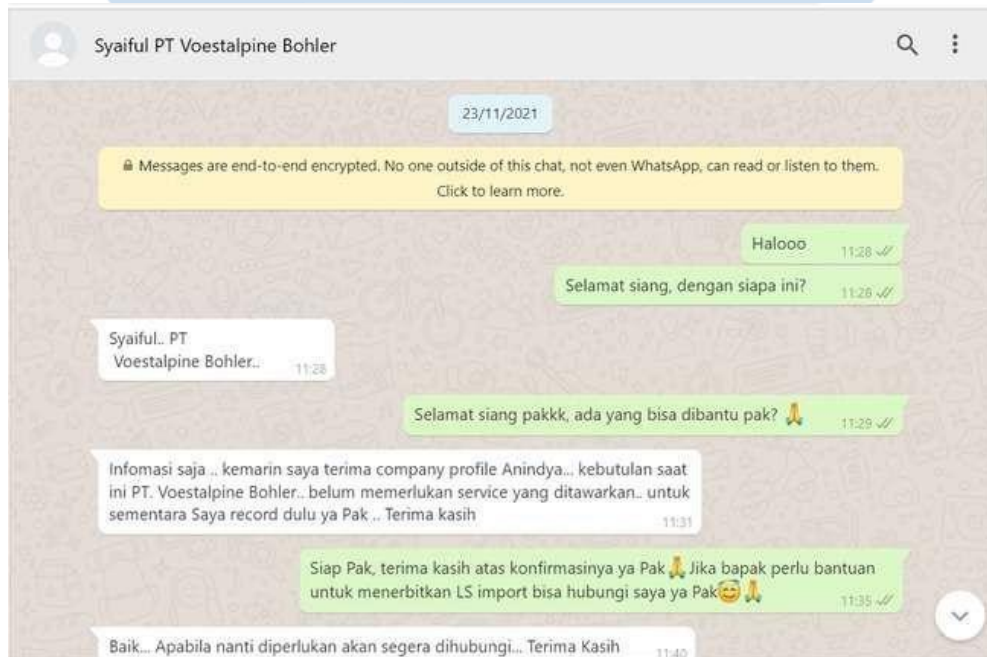 Syaiful PT Voestalpine Bohler
23/11/2021
Messages are end-to-end encrypted. No one outside of this chat, not even WhatsApp, can read or listen to them.
Click to learn more.
Halooo 11:28
Selamat siang, dengan siapa ini? 11:28
Syaiful.. PT
Voestalpine Bohler.. 11:28
Selamat siang pakkk, ada yang bisa dibantu pak? 🙏 11:29
Infomasi saja .. kemarin saya terima company profile Anindya... kebutulan saat
ini PT. Voestalpine Bohler.. belum memerlukan service yang ditawarkan.. untuk
sementara Saya record dulu ya Pak .. Terima kasih 11:31
Siap Pak, terima kasih atas konfirmasinya ya Pak🙏Jika bapak perlu bantuan
untuk menerbitkan LS import bisa hubungi saya ya Pak😇🙏 11:35
Baik... Apabila nanti diperlukan akan segera dihubungi... Terima Kasih 11:40